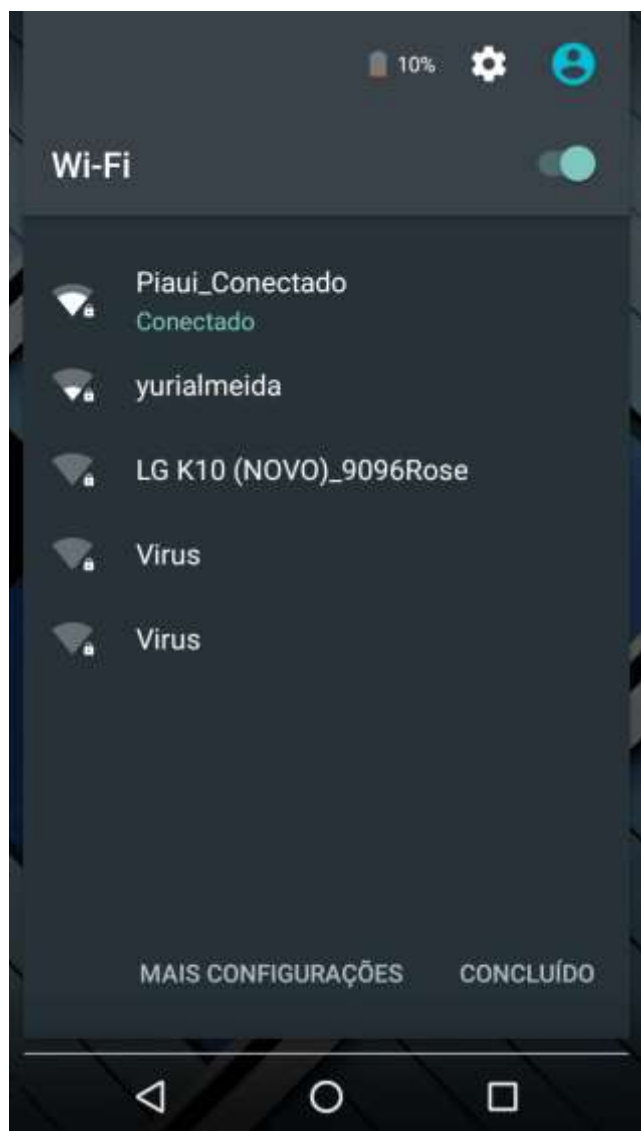 10%
Wi-Fi
Piaui_Conectado
Conectado
yurialmeida
LG K10 (NOVO)_9096Rose
Virus
Virus
MAIS CONFIGURAÇÕES CONCLUÍDO